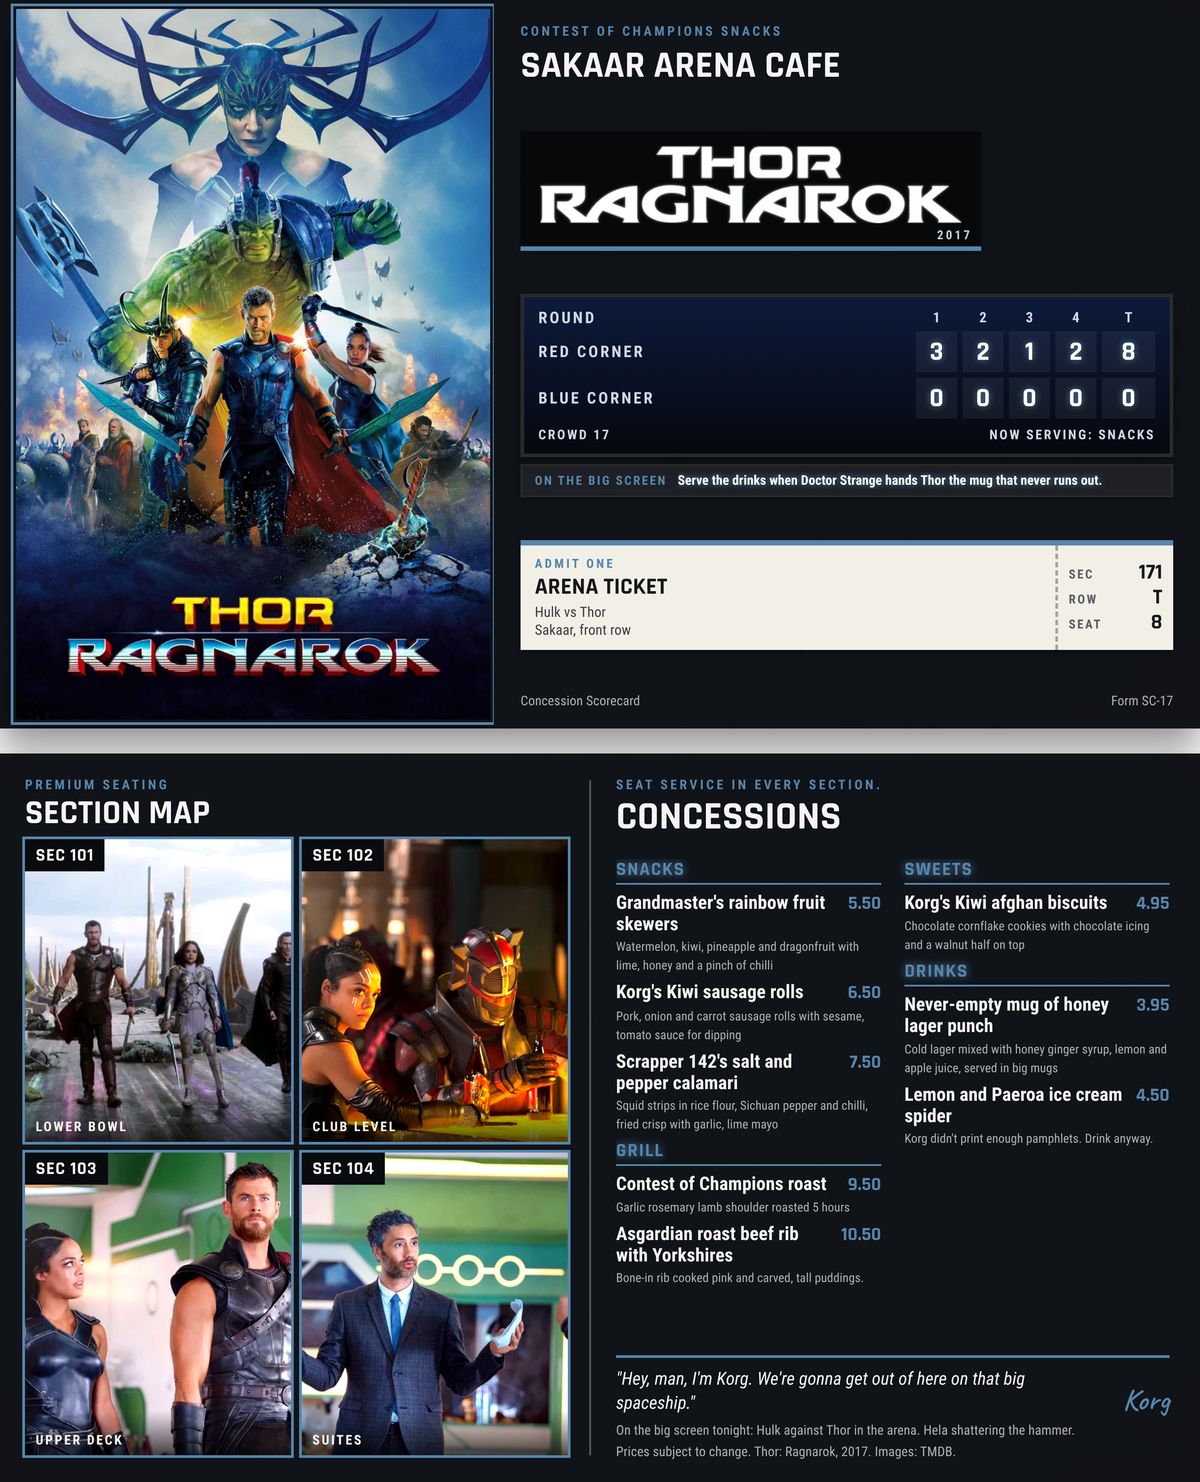 THOR
RAGNAROK
CONTEST OF CHAMPIONS SNACKS
SAKAAR ARENA CAFE
THOR
RAGNAROK
2017
ROUND 1 2 3 4 T
RED CORNER 3 2 1 2 8
BLUE CORNER 0 0 0 0 0
CROWD 17 NOW SERVING: SNACKS
ON THE BIG SCREEN Serve the drinks when Doctor Strange hands Thor the mug that never runs out.
ADMIT ONE
ARENA TICKET
Hulk vs Thor
Sakaar, front row
SEC 171
ROW T
SEAT 8
Concession Scorecard Form SC-17
PREMIUM SEATING
SECTION MAP
SEC 101
LOWER BOWL
SEC 102
CLUB LEVEL
SEC 103
UPPER DECK
SEC 104
SUITES
SEAT SERVICE IN EVERY SECTION.
CONCESSIONS
SNACKS
Grandmaster's rainbow fruit 5.50
skewers
Watermelon, kiwi, pineapple and dragonfruit with
lime, honey and a pinch of chilli
Korg's Kiwi sausage rolls 6.50
Pork, onion and carrot sausage rolls with sesame,
tomato sauce for dipping
Scrapper 142's salt and 7.50
pepper calamari
Squid strips in rice flour, Sichuan pepper and chilli,
fried crisp with garlic, lime mayo
GRILL
Contest of Champions roast 9.50
Garlic rosemary lamb shoulder roasted 5 hours
Asgardian roast beef rib 10.50
with Yorkshires
Bone-in rib cooked pink and carved, tall puddings.
SWEETS
Korg's Kiwi afghan biscuits 4.95
Chocolate cornflake cookies with chocolate icing
and a walnut half on top
DRINKS
Never-empty mug of honey 3.95
lager punch
Cold lager mixed with honey ginger syrup, lemon and
apple juice, served in big mugs
Lemon and Paeroa ice cream 4.50
spider
Korg didn't print enough pamphlets. Drink anyway.
"Hey, man, I'm Korg. We're gonna get out of here on that big
spaceship."
Korg
On the big screen tonight: Hulk against Thor in the arena. Hela shattering the hammer.
Prices subject to change. Thor: Ragnarok, 2017. Images: TMDB.